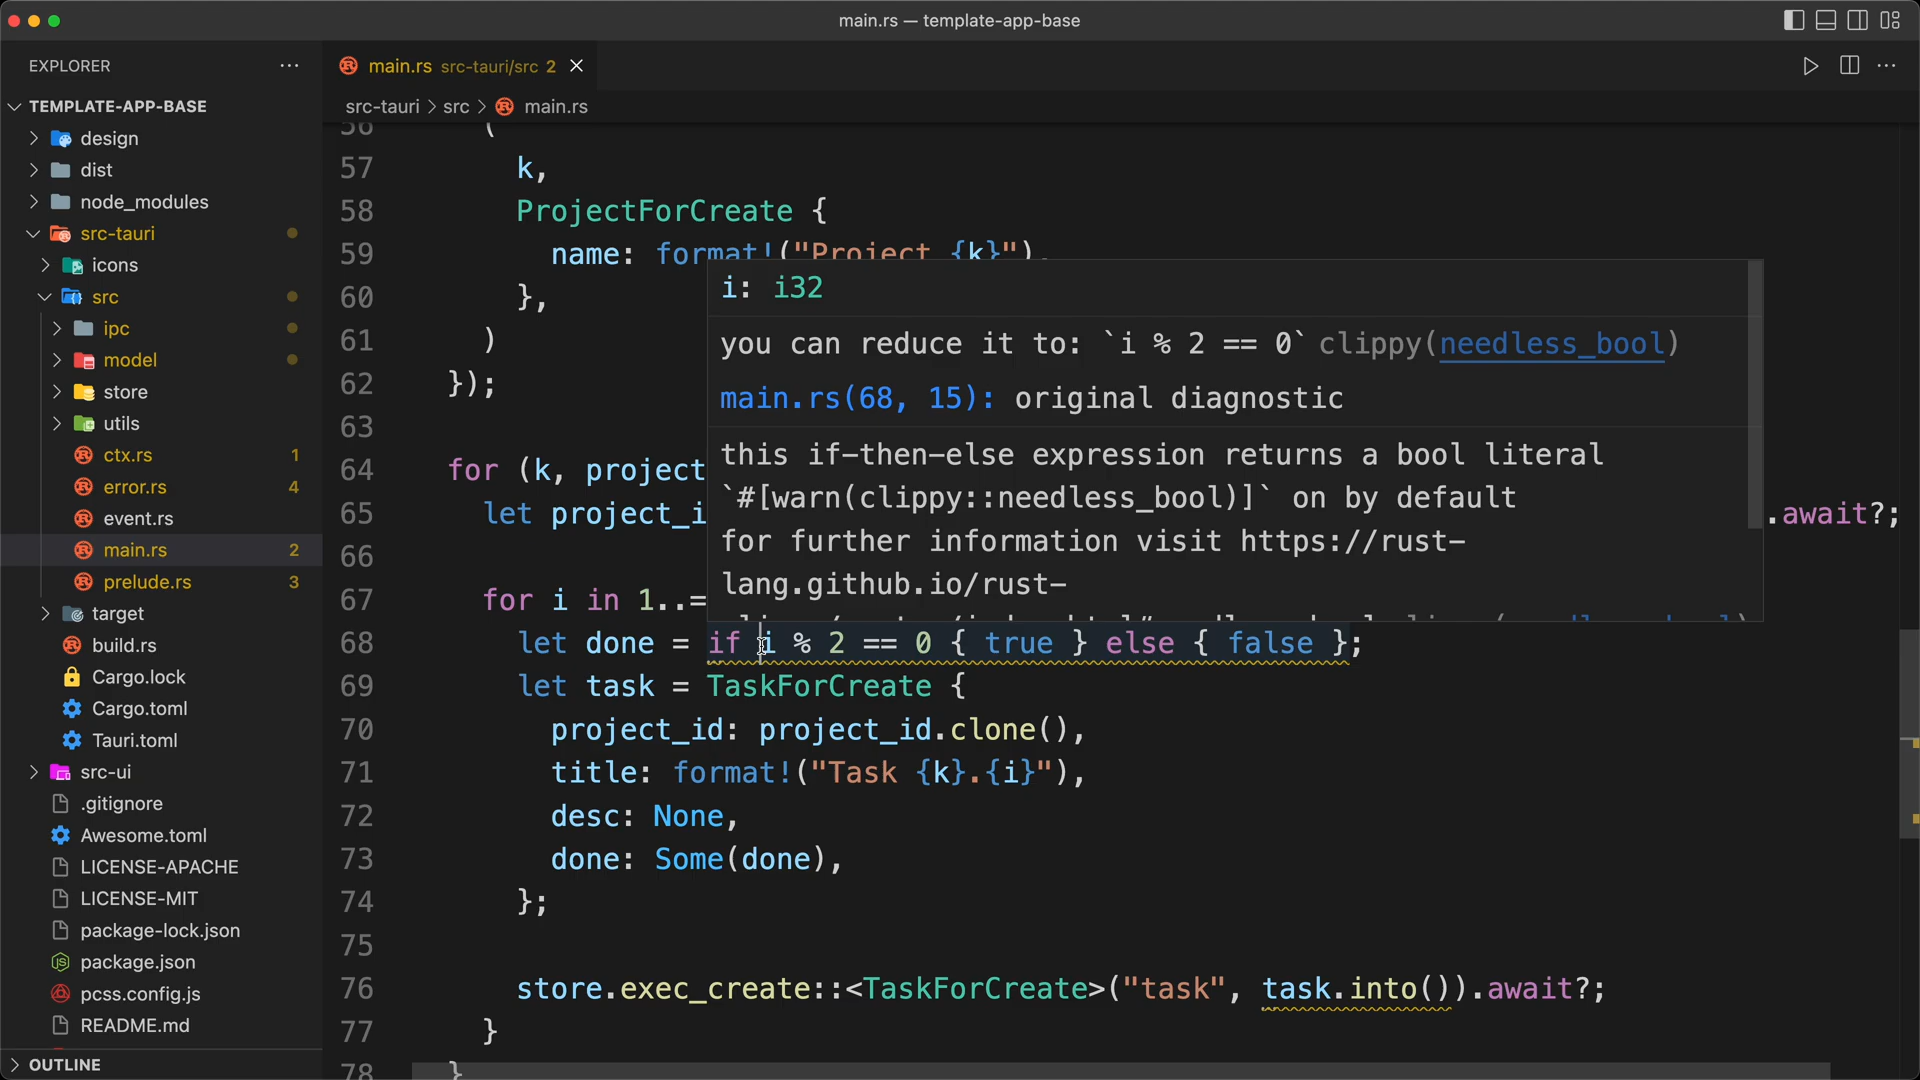 main.rs — template-app-base
EXPLORER
TEMPLATE-APP-BASE
design
dist
node_modules
src-tauri
icons
src
ipc
model
store
utils
ctx.rs 1
error.rs 4
event.rs
main.rs 2
prelude.rs 3
target
build.rs
Cargo.lock
Cargo.toml
Tauri.toml
src-ui
.gitignore
Awesome.toml
LICENSE-APACHE
LICENSE-MIT
package-lock.json
package.json
pcss.config.js
README.md
OUTLINE
main.rs src-tauri/src 2
src-tauri > src > main.rs
56 (
57 k,
58 ProjectForCreate {
59 name: format!("Project {k}"),
60 },
61 )
62 });
63
64 for (k, project
65 let project_i .await?;
66
67 for i in 1..=
i: i32
you can reduce it to: `i % 2 == 0` clippy(needless_bool)
main.rs(68, 15): original diagnostic
this if-then-else expression returns a bool literal
`#[warn(clippy::needless_bool)]` on by default
for further information visit https://rust-
lang.github.io/rust-
68 let done = if i % 2 == 0 { true } else { false };
69 let task = TaskForCreate {
70 project_id: project_id.clone(),
71 title: format!("Task {k}.{i}"),
72 desc: None,
73 done: Some(done),
74 };
75
76 store.exec_create::<TaskForCreate>("task", task.into()).await?;
77 }
78 }